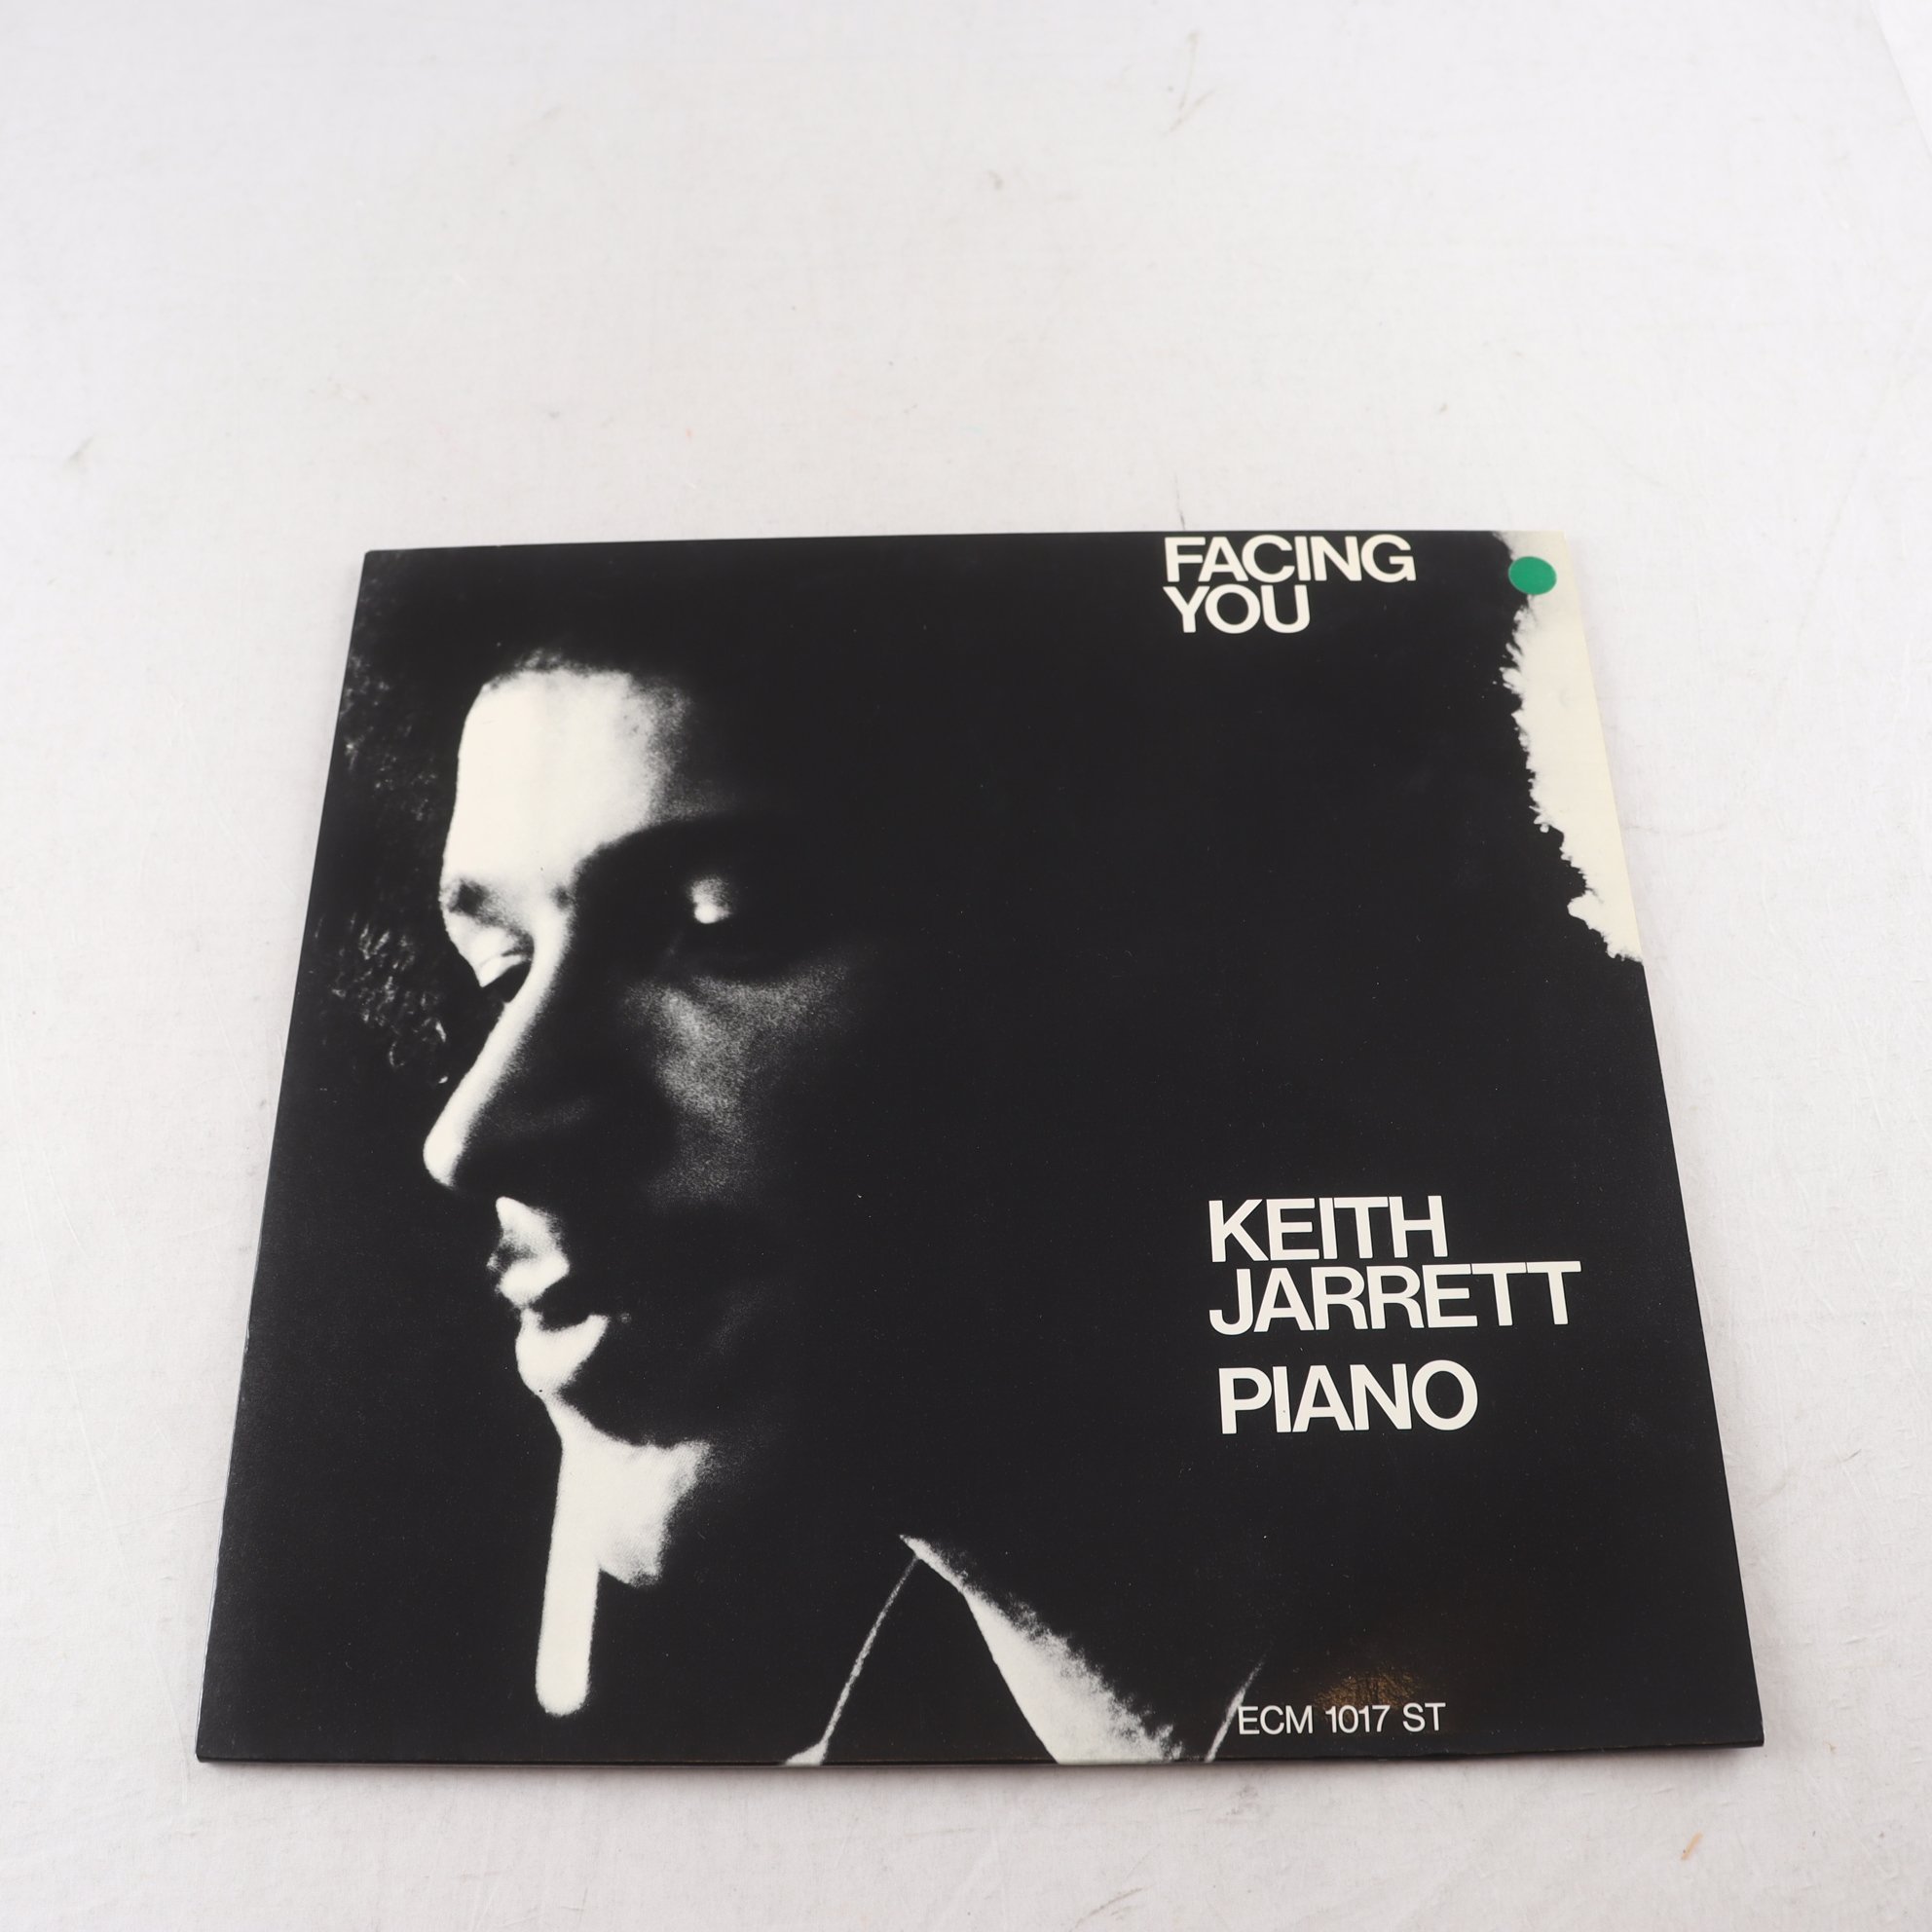 FACING
YOU
KEITH
JARRETT
PIANO
ECM 1017 ST